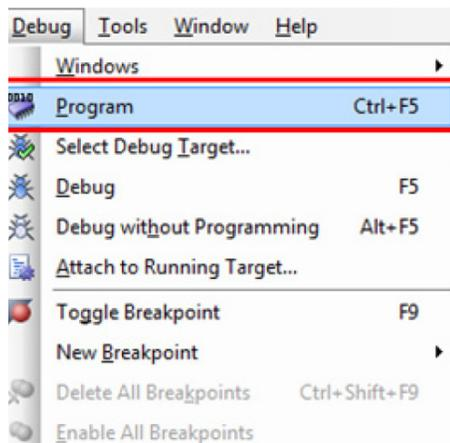 Debug Tools Window Help
Windows
Program Ctrl+F5
Select Debug Target...
Debug F5
Debug without Programming Alt+F5
Attach to Running Target...
Toggle Breakpoint F9
New Breakpoint
Delete All Breakpoints Ctrl+Shift+F9
Enable All Breakpoints